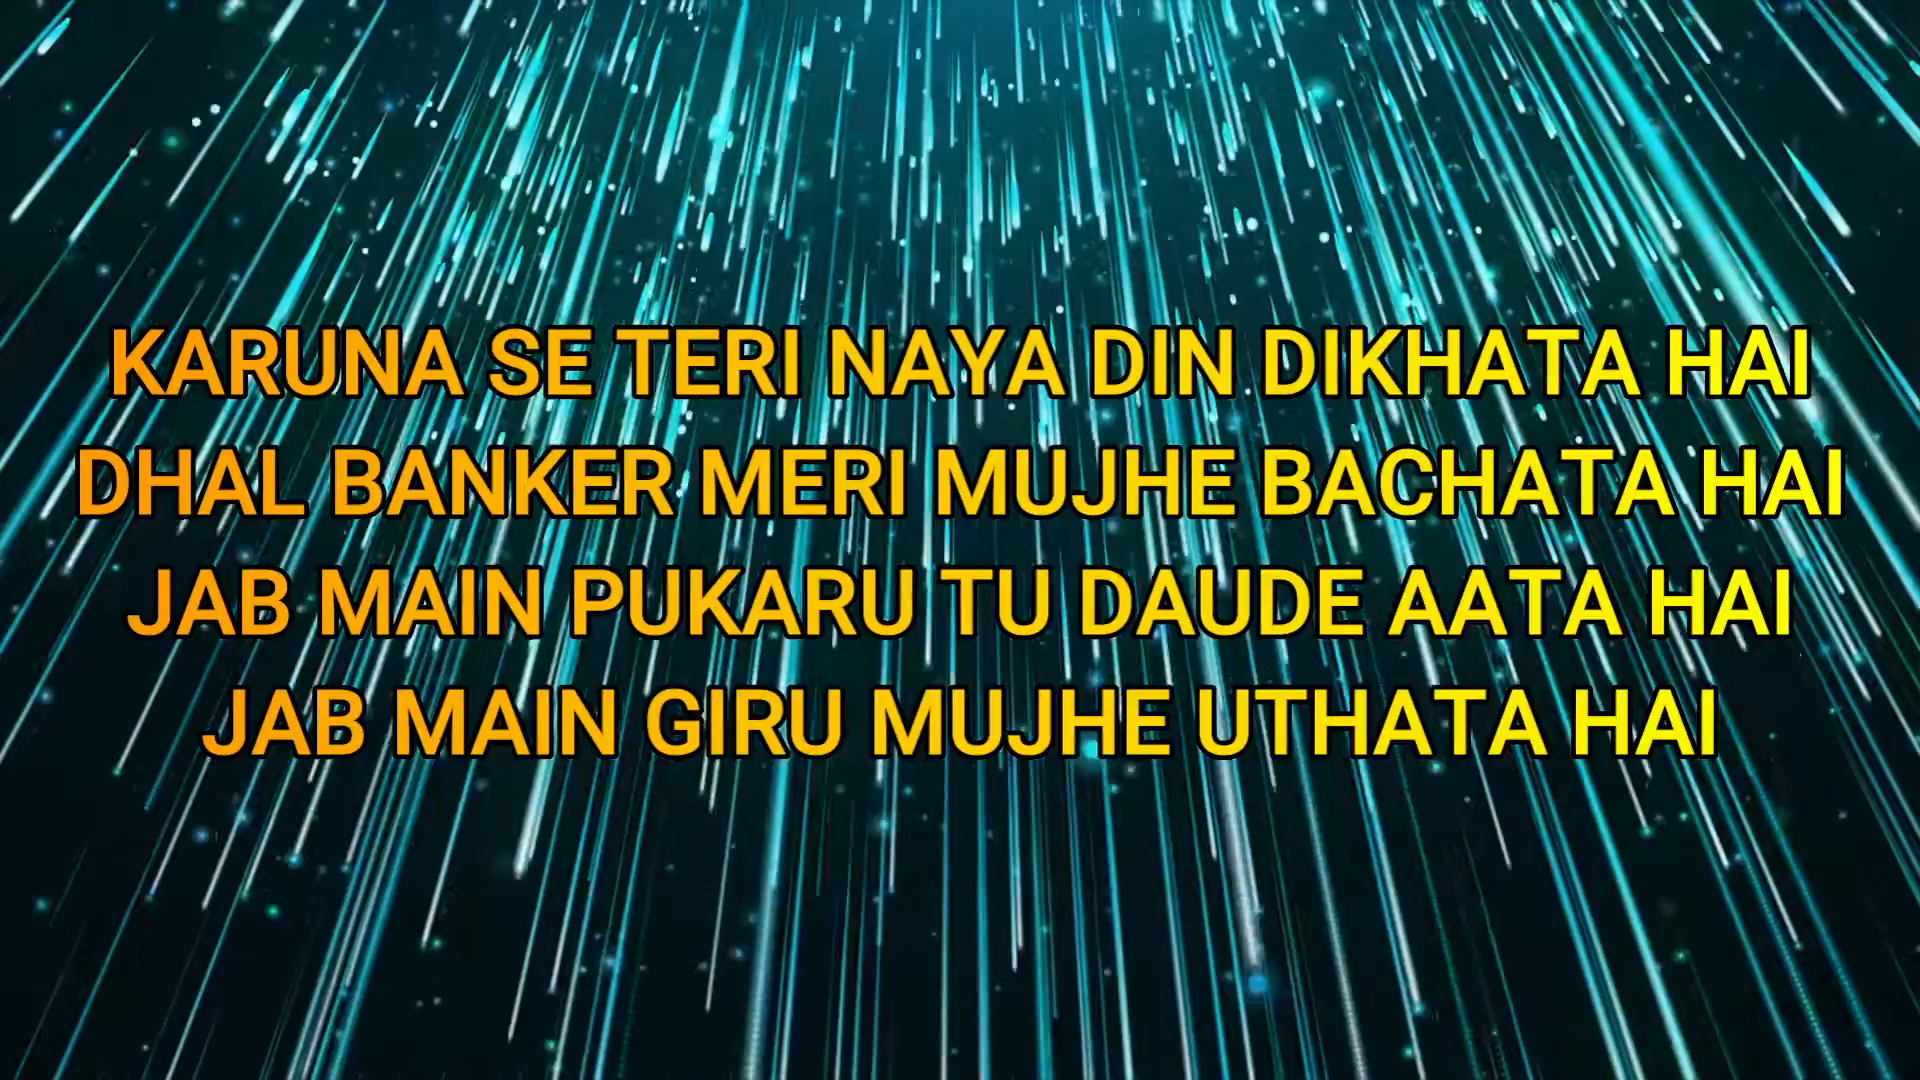 KARUNA SE TERI NAYA DIN DIKHATA HAI
DHAL BANKER MERI MUJHE BACHATA HAI
JAB MAIN PUKARU TU DAUDE AATA HAI
JAB MAIN GIRU MUJHE UTHATA HAI